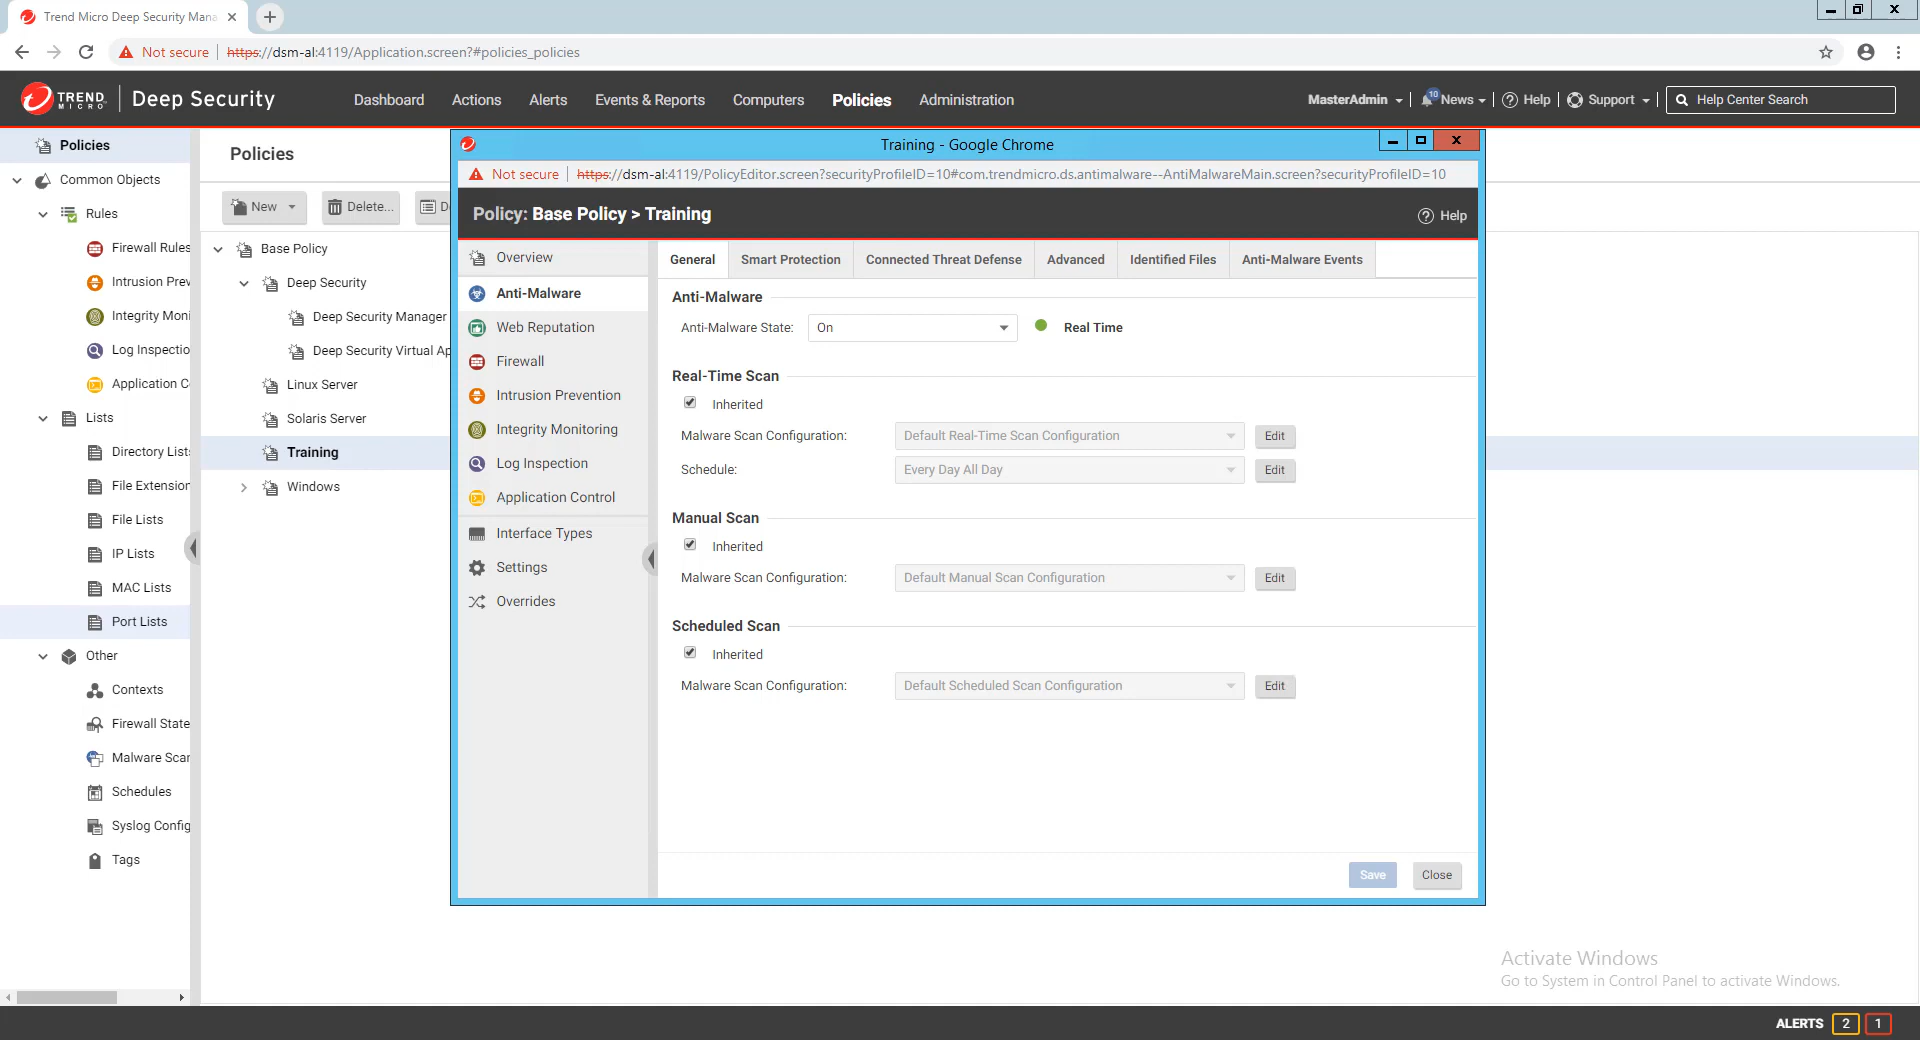 Trend Micro Deep Security Mana
Not secure https://dsm-al:4119/Application.screen?#policies_policies
TREND MICRO Deep Security
Dashboard Actions Alerts Events & Reports Computers Policies Administration
MasterAdmin 10 News Help Support Help Center Search
Policies
Common Objects
Rules
Firewall Rules
Intrusion Prev
Integrity Moni
Log Inspectio
Application C
Lists
Directory Lists
File Extension
File Lists
IP Lists
MAC Lists
Port Lists
Other
Contexts
Firewall State
Malware Scar
Schedules
Syslog Config
Tags
Policies
New Delete... D
Base Policy
Deep Security
Deep Security Manager
Deep Security Virtual Ap
Linux Server
Solaris Server
Training
Windows
Training - Google Chrome
Not secure https://dsm-al:4119/PolicyEditor.screen?securityProfileID=10#com.trendmicro.ds.antimalware--AntiMalwareMain.screen?securityProfileID=10
Policy: Base Policy > Training
Help
Overview
Anti-Malware
Web Reputation
Firewall
Intrusion Prevention
Integrity Monitoring
Log Inspection
Application Control
Interface Types
Settings
Overrides
General Smart Protection Connected Threat Defense Advanced Identified Files Anti-Malware Events
Anti-Malware
Anti-Malware State: On Real Time
Real-Time Scan
Inherited
Malware Scan Configuration: Default Real-Time Scan Configuration Edit
Schedule: Every Day All Day Edit
Manual Scan
Inherited
Malware Scan Configuration: Default Manual Scan Configuration Edit
Scheduled Scan
Inherited
Malware Scan Configuration: Default Scheduled Scan Configuration Edit
Save Close
Activate Windows
Go to System in Control Panel to activate Windows.
ALERTS 2 1